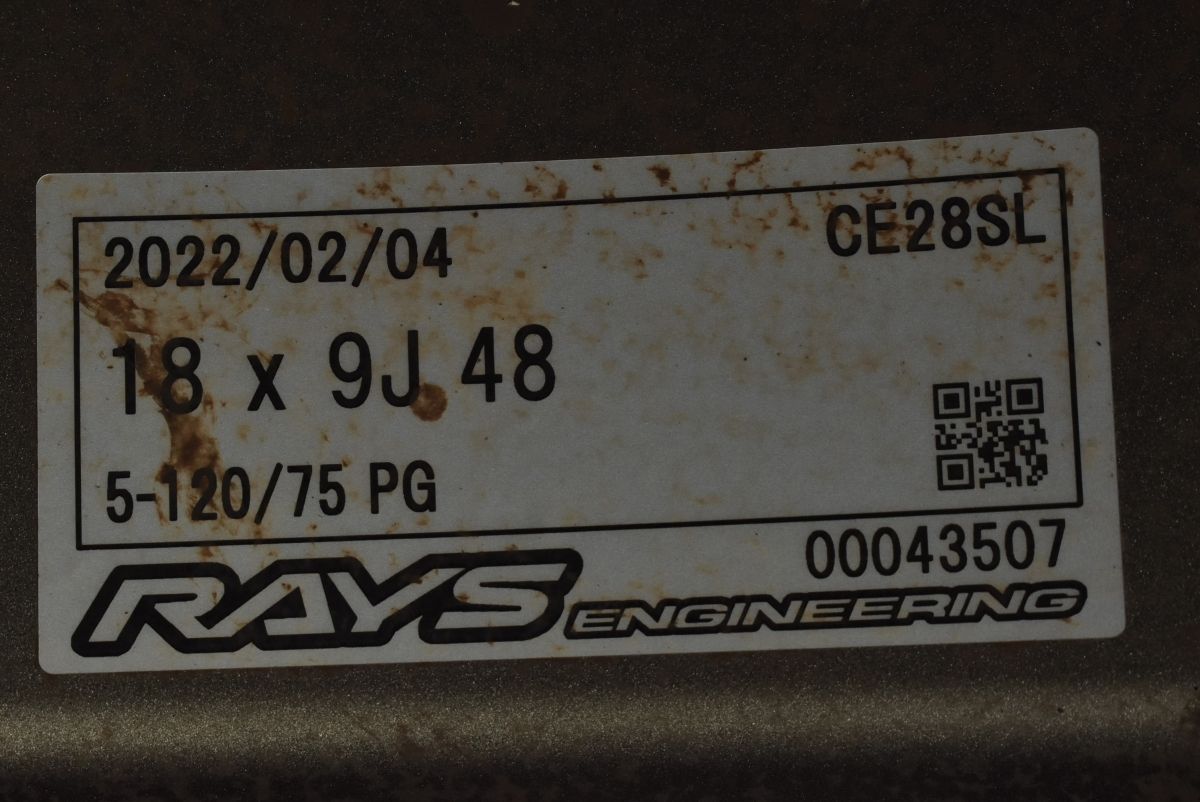 2022/02/04 CE28SL
18 x 9J 48
5-120/75 PG
00043507
RAYS ENGINEERING